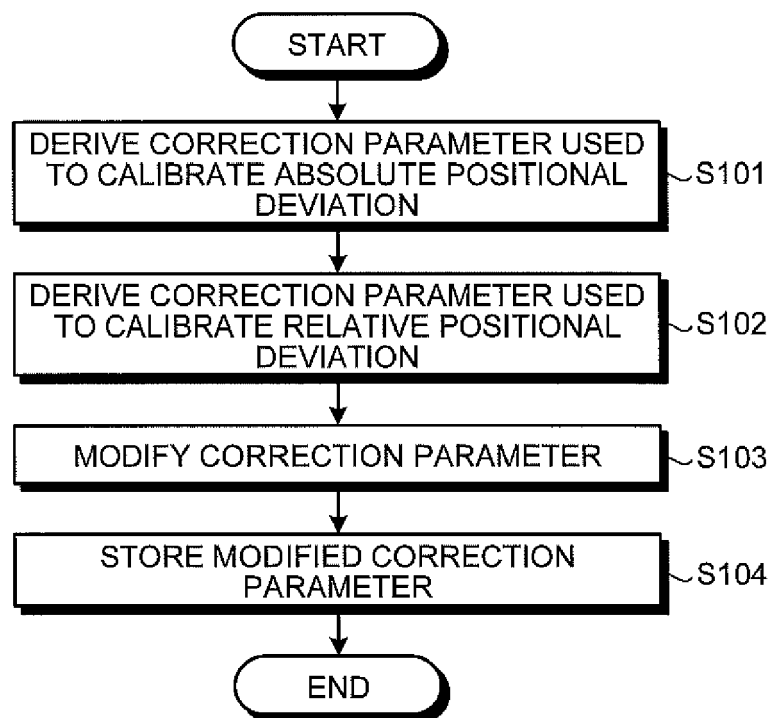 START
DERIVE CORRECTION PARAMETER USED
TO CALIBRATE ABSOLUTE POSITIONAL
DEVIATION
S101
DERIVE CORRECTION PARAMETER USED
TO CALIBRATE RELATIVE POSITIONAL
DEVIATION
S102
MODIFY CORRECTION PARAMETER
S103
STORE MODIFIED CORRECTION
PARAMETER
S104
END